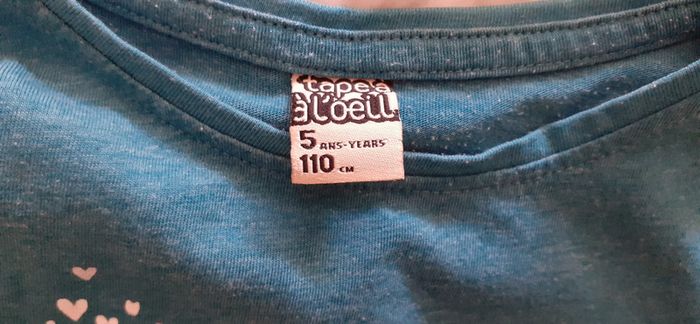 tape à
à l'oeil
5 ANS-YEARS
110 CM